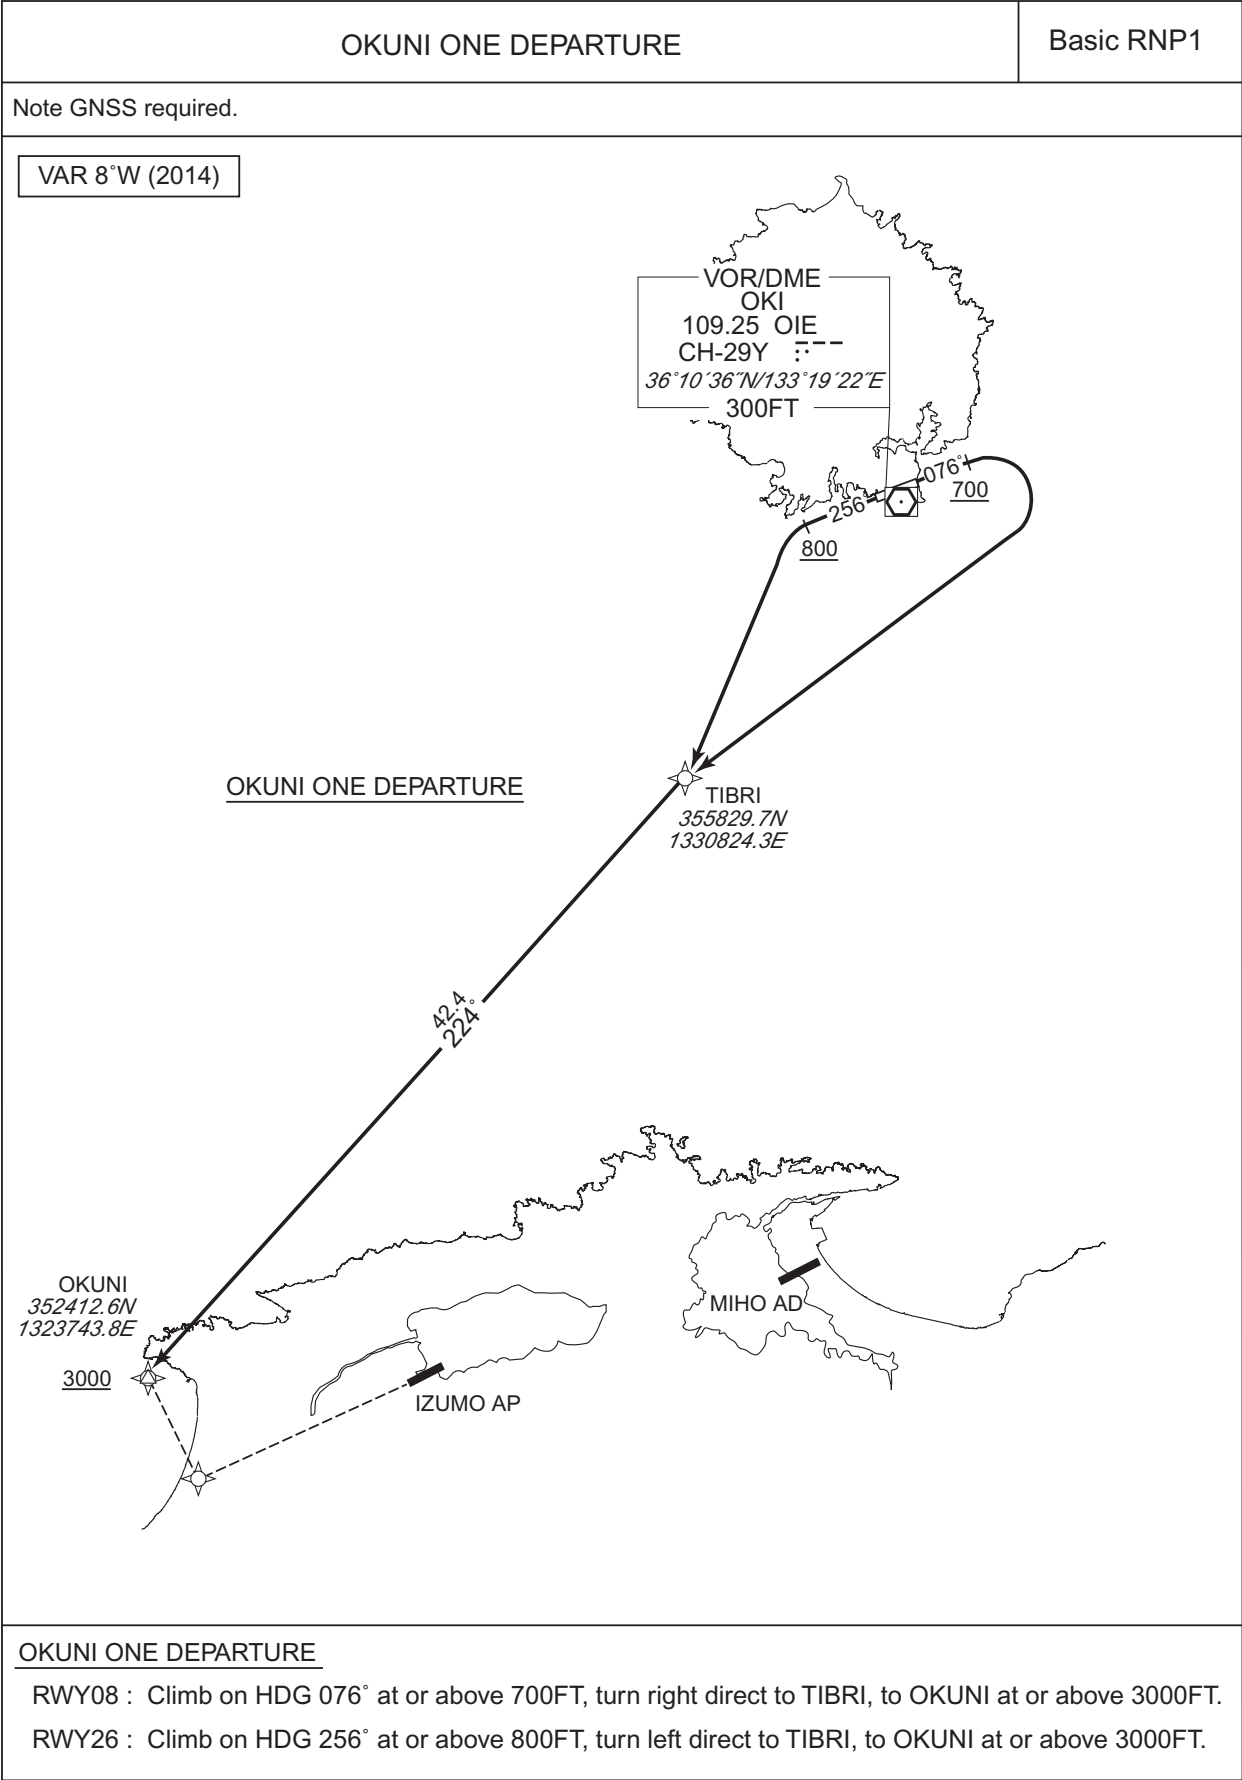 OKUNI ONE DEPARTURE
Basic RNP1
Note GNSS required.
VAR 8˚W (2014)
VOR/DME
OKI
109.25 OIE
CH-29Y
36˚10´36˝N/133˚19´22˝E
300FT
076˚
700
256˚
800
OKUNI ONE DEPARTURE
TIBRI
355829.7N
1330824.3E
42.4
224˚
OKUNI
352412.6N
1323743.8E
3000
MIHO AD
IZUMO AP
OKUNI ONE DEPARTURE
RWY08 : Climb on HDG 076˚ at or above 700FT, turn right direct to TIBRI, to OKUNI at or above 3000FT.
RWY26 : Climb on HDG 256˚ at or above 800FT, turn left direct to TIBRI, to OKUNI at or above 3000FT.